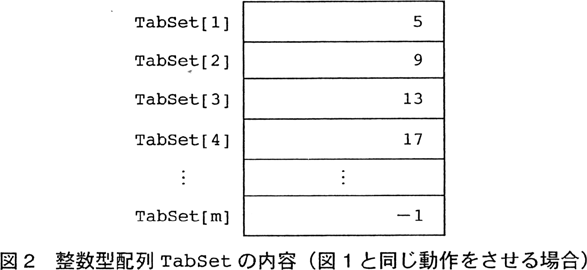 TabSet[1] 5
TabSet[2] 9
TabSet[3] 13
TabSet[4] 17
⋮ ⋮
TabSet[m] －1
図2 整数型配列 TabSet の内容（図1と同じ動作をさせる場合）